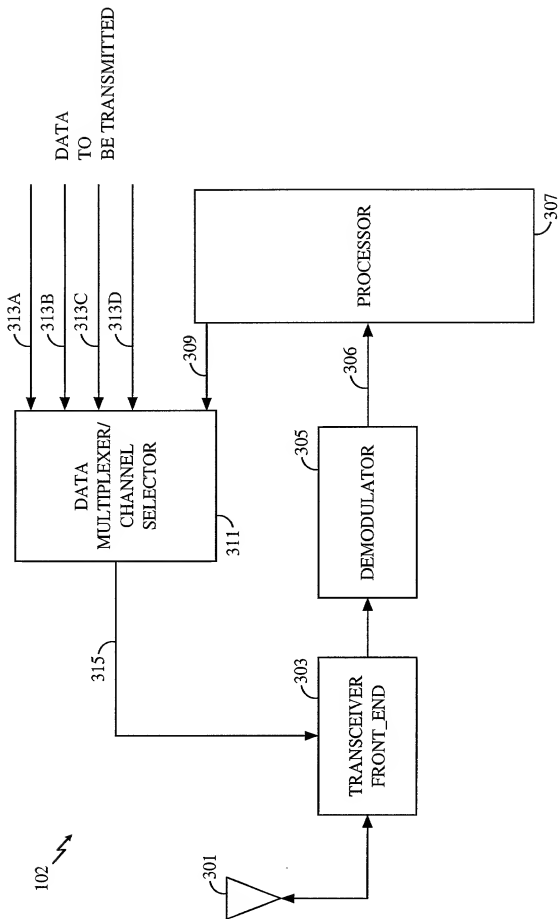 313A
313B
313C
313D
DATA
TO
BE TRANSMITTED
DATA
MULTIPLEXER/
CHANNEL
SELECTOR
311
309
PROCESSOR
307
315
306
305
DEMODULATOR
303
TRANSCEIVER
FRONT_END
301
102